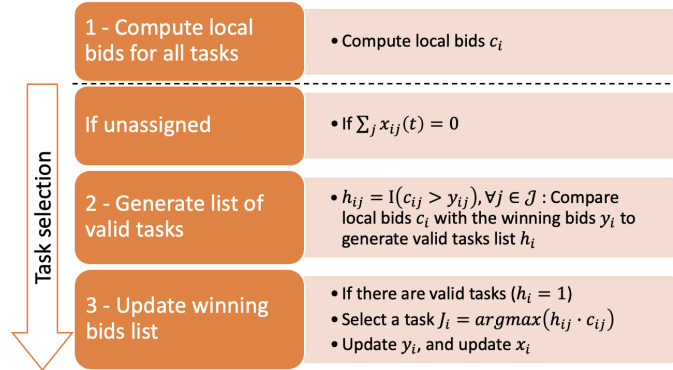 1 - Compute local
bids for all tasks
• Compute local bids cᵢ
Task selection
If unassigned
• If ∑ⱼ xᵢⱼ(t) = 0
2 - Generate list of
valid tasks
• hᵢⱼ = I(cᵢⱼ > yᵢⱼ), ∀j ∈ 𝒥 : Compare
local bids cᵢ with the winning bids yᵢ to
generate valid tasks list hᵢ
3 - Update winning
bids list
• If there are valid tasks (hᵢ = 1)
• Select a task Jᵢ = argmax(hᵢⱼ · cᵢⱼ)
• Update yᵢ, and update xᵢ